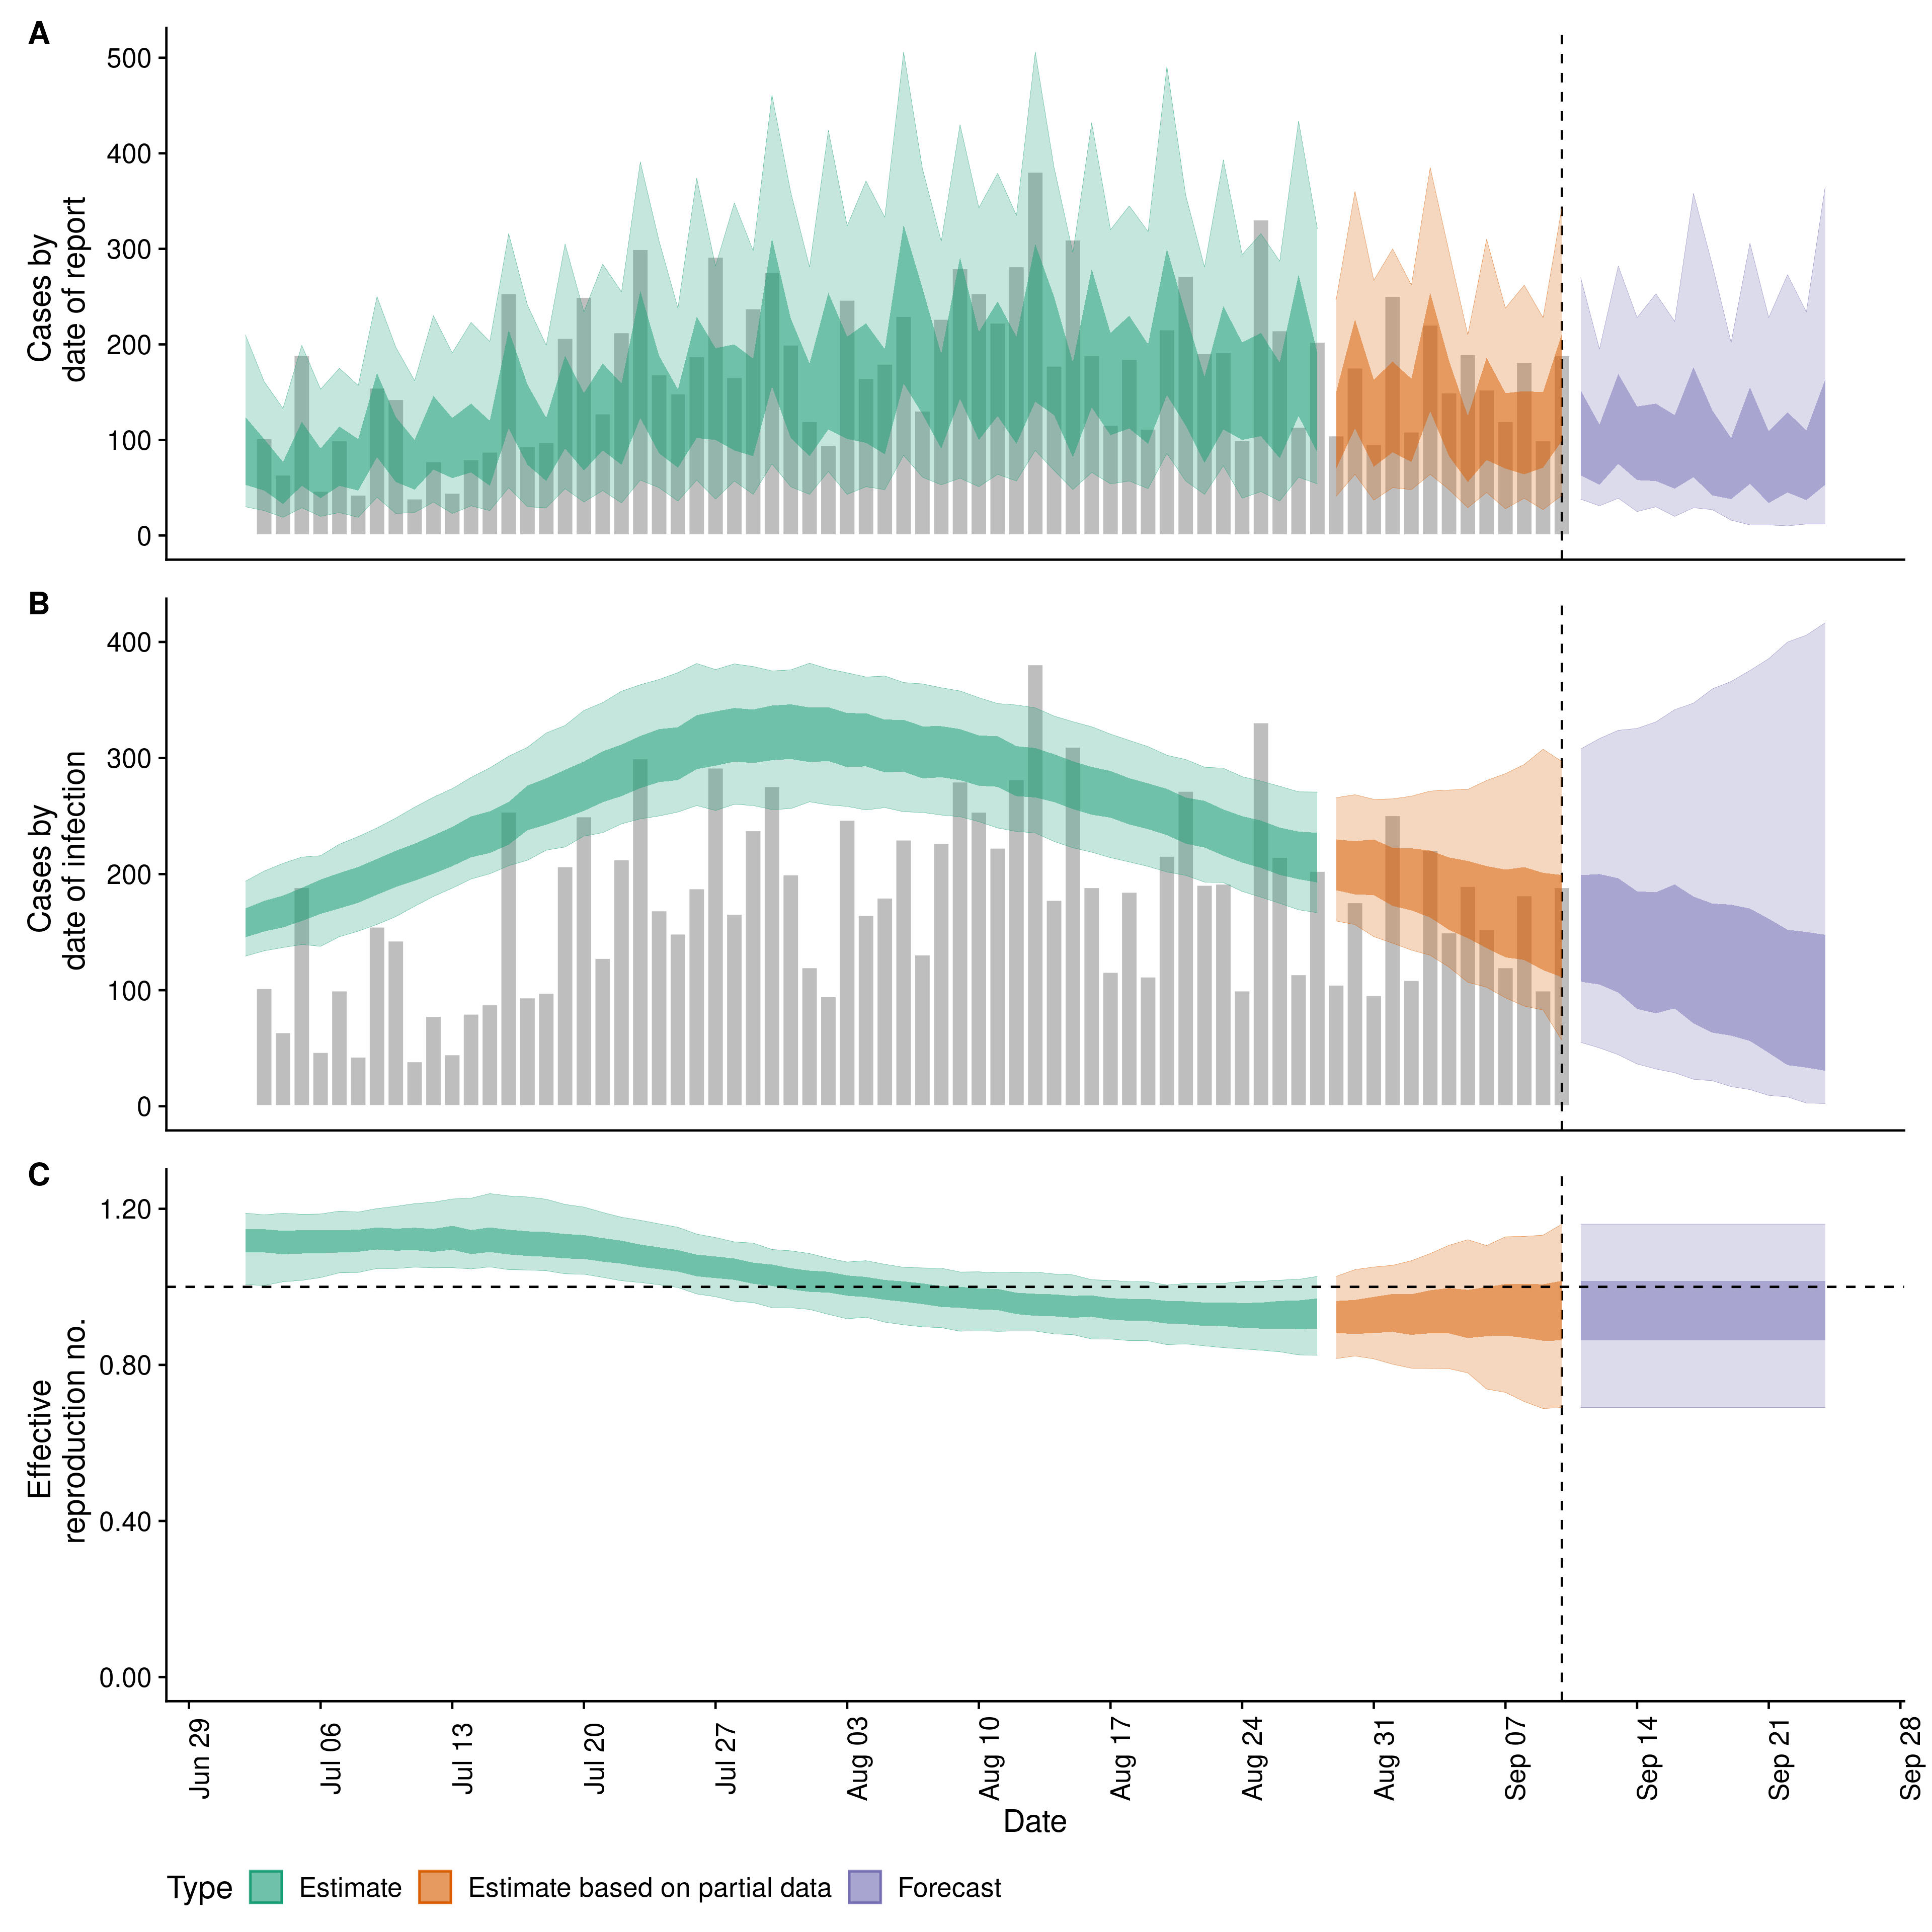 A
500
400
300
200
100
0
Cases by
date of report
B
400
300
200
100
0
Cases by
date of infection
C
1.20
0.80
0.40
0.00
Effective
reproduction no.
Jun 29
Jul 06
Jul 13
Jul 20
Jul 27
Aug 03
Aug 10
Aug 17
Aug 24
Aug 31
Sep 07
Sep 14
Sep 21
Sep 28
Date
Type Estimate Estimate based on partial data Forecast